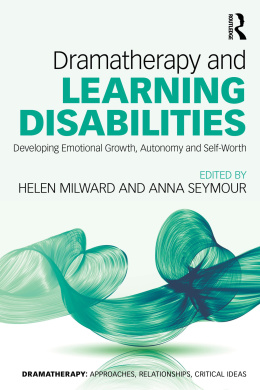 ROUTLEDGE
Dramatherapy and
LEARNING
DISABILITIES
Developing Emotional Growth, Autonomy and Self-Worth
EDITED BY
HELEN MILWARD AND ANNA SEYMOUR
DRAMATHERAPY: APPROACHES, RELATIONSHIPS, CRITICAL IDEAS